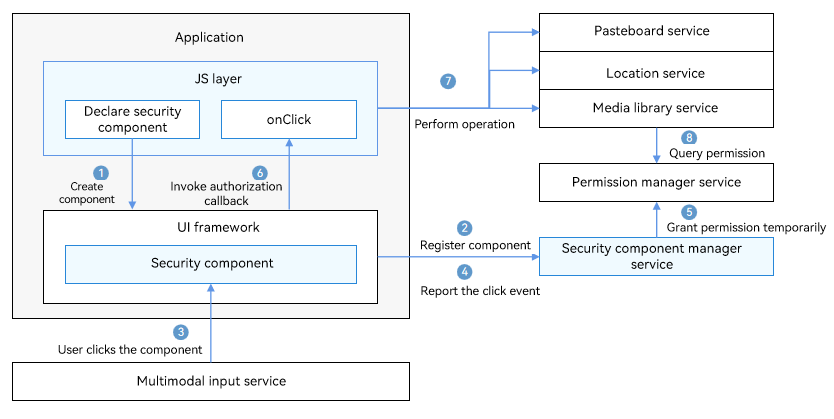 Application
JS layer
Declare security
component
onClick
1
Create
component
6
Invoke authorization
callback
UI framework
Security component
3
User clicks the component
Multimodal input service
7
Perform operation
2
Register component
4
Report the click event
Pasteboard service
Location service
Media library service
8
Query permission
Permission manager service
5
Grant permission temporarily
Security component manager
service